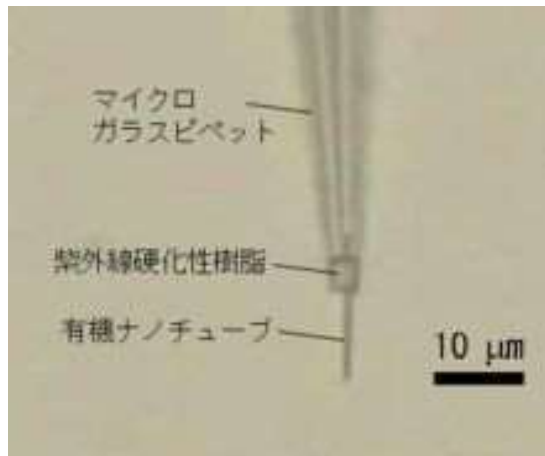 マイクロ
ガラスピペット
紫外線硬化性樹脂
有機ナノチューブ
10 μm